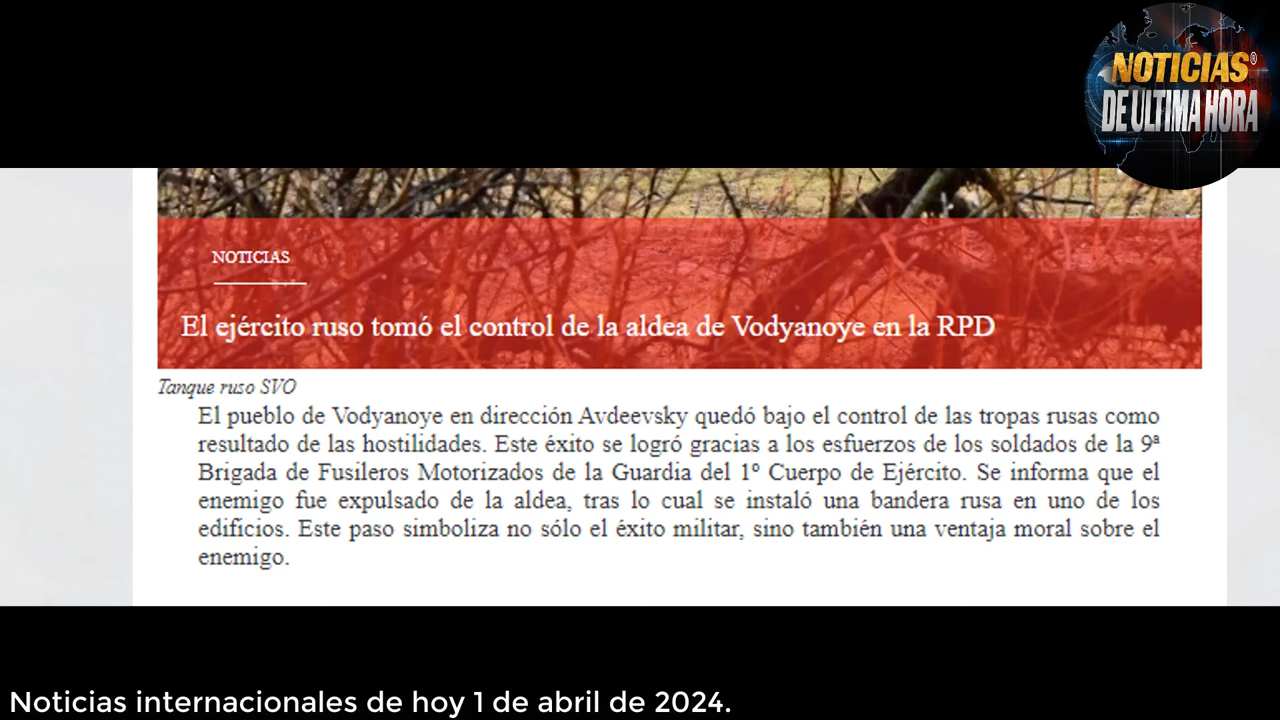 NOTICIAS®
DE ULTIMA HORA
NOTICIAS
El ejército ruso tomó el control de la aldea de Vodyanoye en la RPD
Tanque ruso SVO
El pueblo de Vodyanoye en dirección Avdeevsky quedó bajo el control de las tropas rusas como
resultado de las hostilidades. Este éxito se logró gracias a los esfuerzos de los soldados de la 9ª
Brigada de Fusileros Motorizados de la Guardia del 1º Cuerpo de Ejército. Se informa que el
enemigo fue expulsado de la aldea, tras lo cual se instaló una bandera rusa en uno de los
edificios. Este paso simboliza no sólo el éxito militar, sino también una ventaja moral sobre el
enemigo.
Noticias internacionales de hoy 1 de abril de 2024.